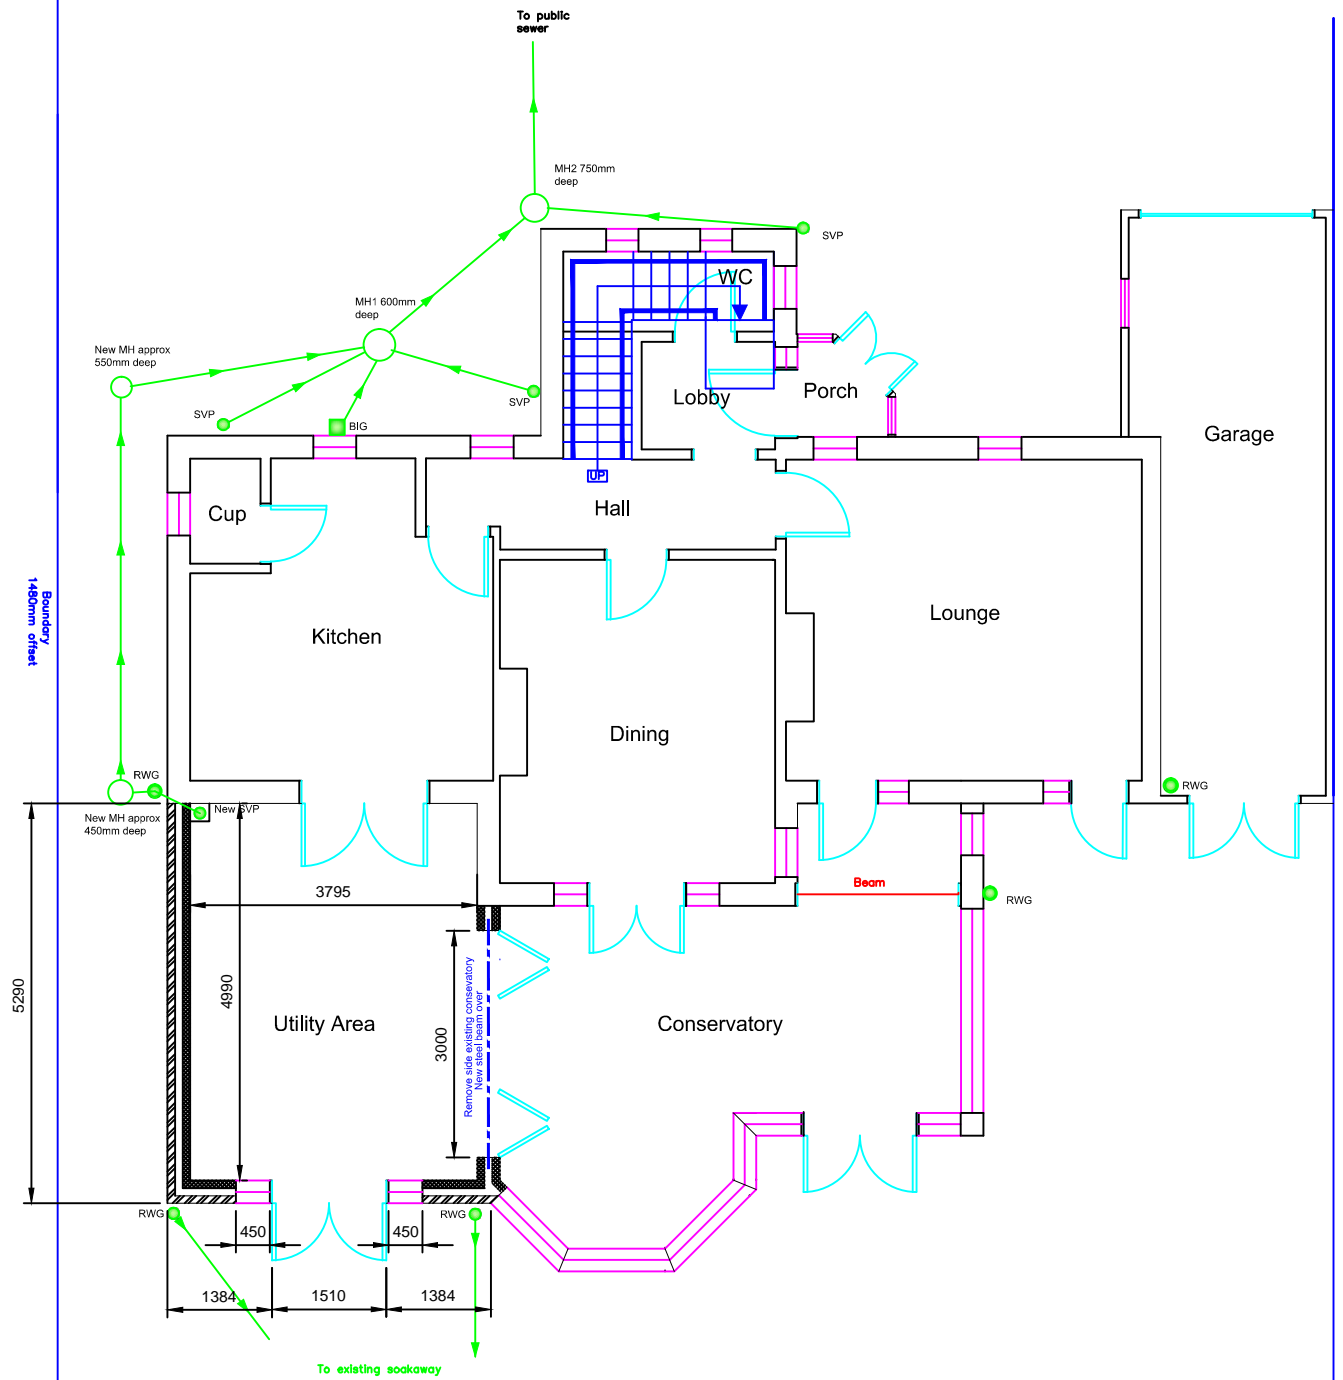 To public
sewer
MH2 750mm
deep
SVP
WC
MH1 600mm
deep
New MH approx
550mm deep
SVP
SVP
BIG
Lobby
Porch
Garage
UP
Cup
Hall
Boundary
1480mm offset
Kitchen
Lounge
Dining
RWG
RWG
New SVP
New MH approx
450mm deep
3795
Beam
RWG
5290
4990
3000
Remove side existing consevatory
New steel beam over
Utility Area
Conservatory
RWG
RWG
450
450
1384
1510
1384
To existing soakaway